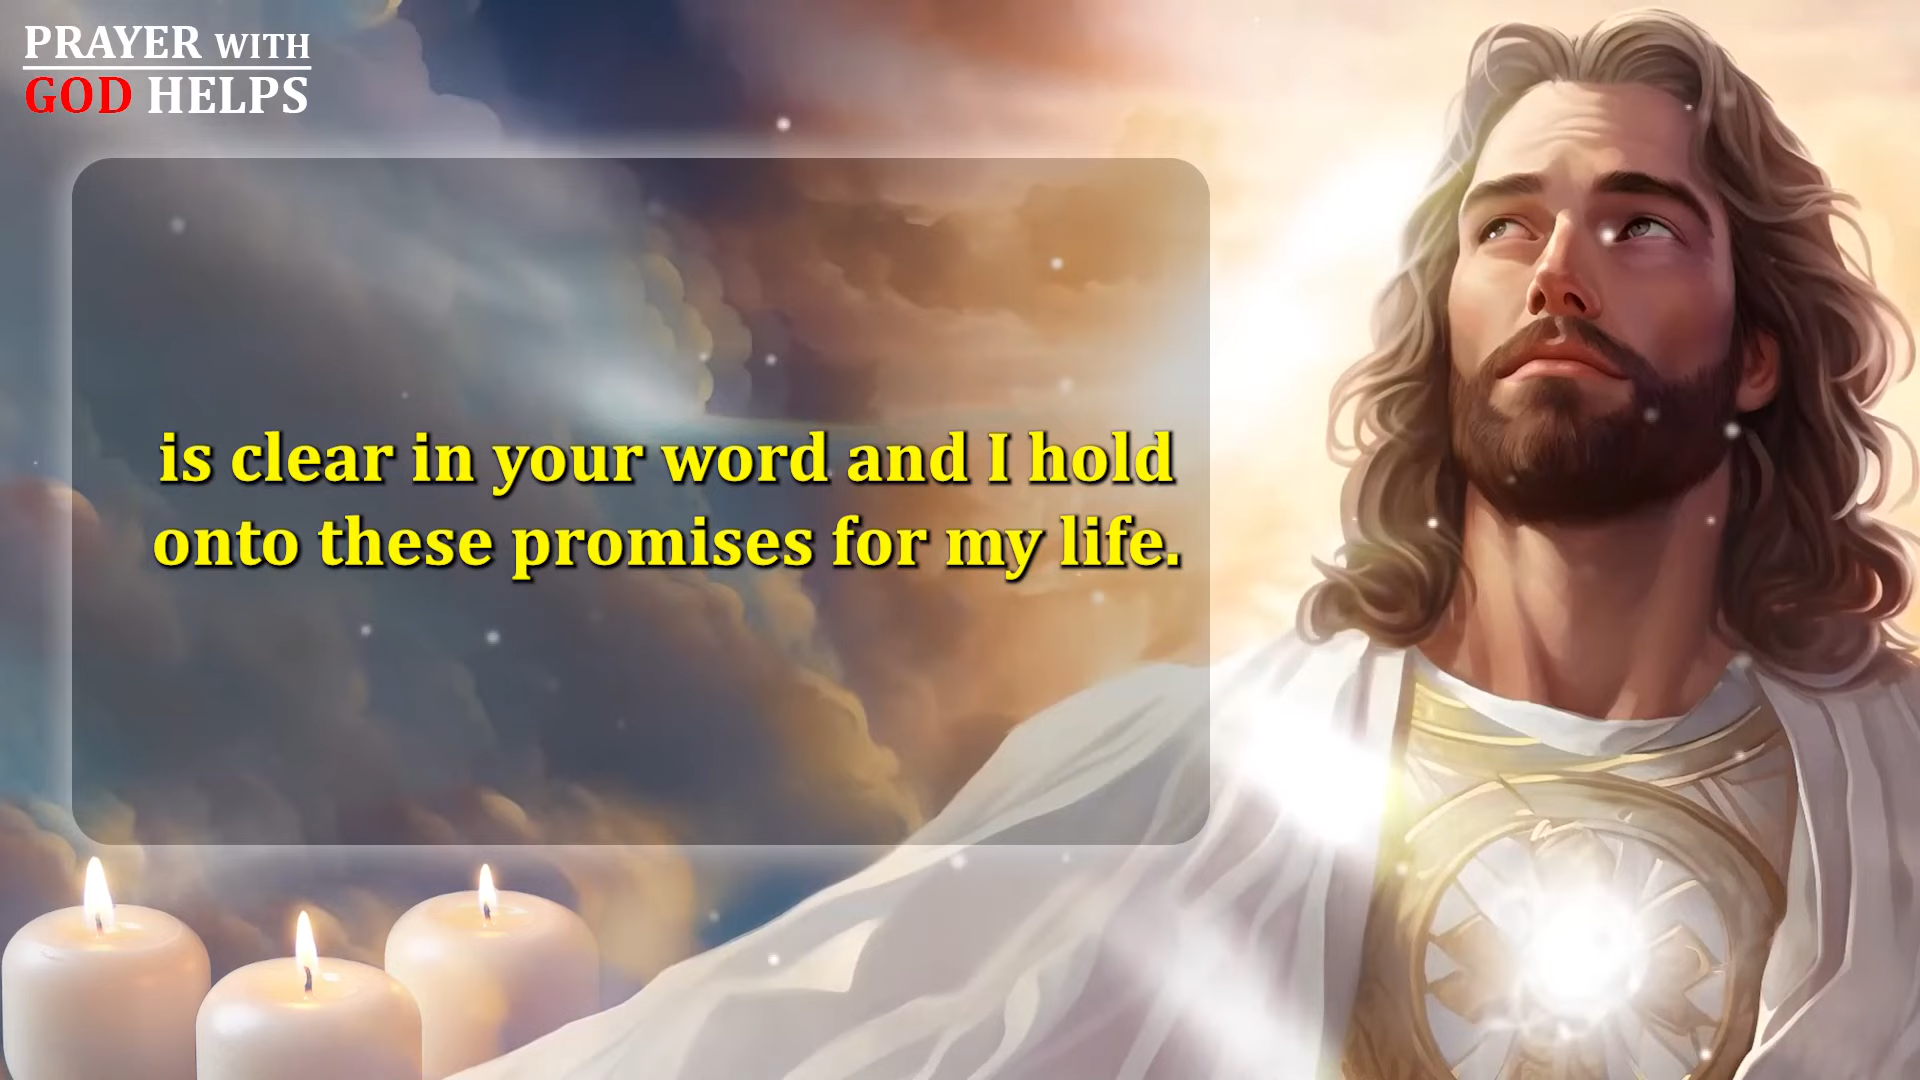 PRAYER WITH
GOD HELPS
is clear in your word and I hold
onto these promises for my life.